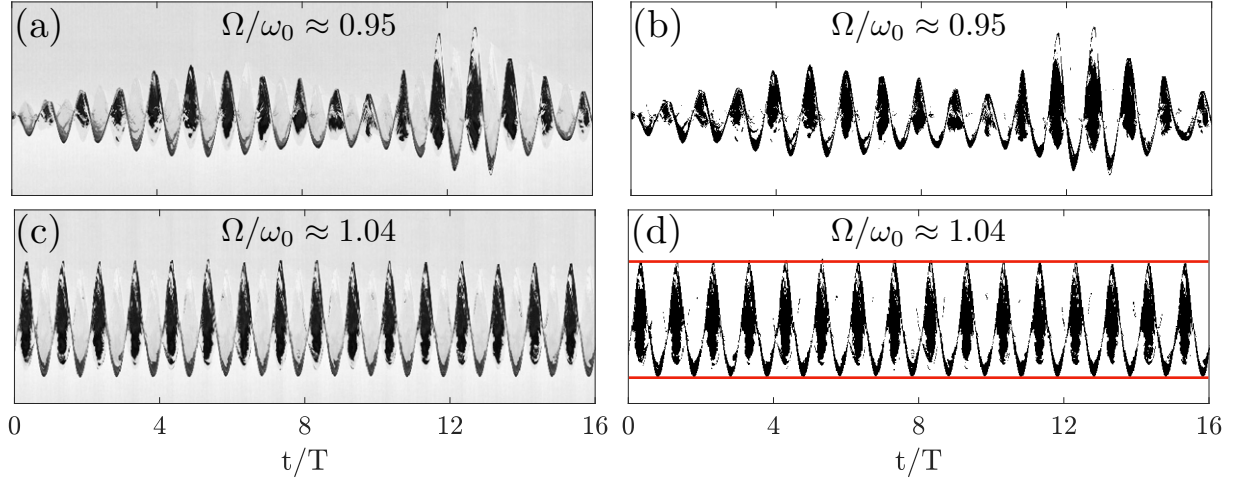 (a) Ω/ω₀ ≈ 0.95
(b) Ω/ω₀ ≈ 0.95
(c) Ω/ω₀ ≈ 1.04
(d) Ω/ω₀ ≈ 1.04
0 4 8 12 16
t/T
0 4 8 12 16
t/T